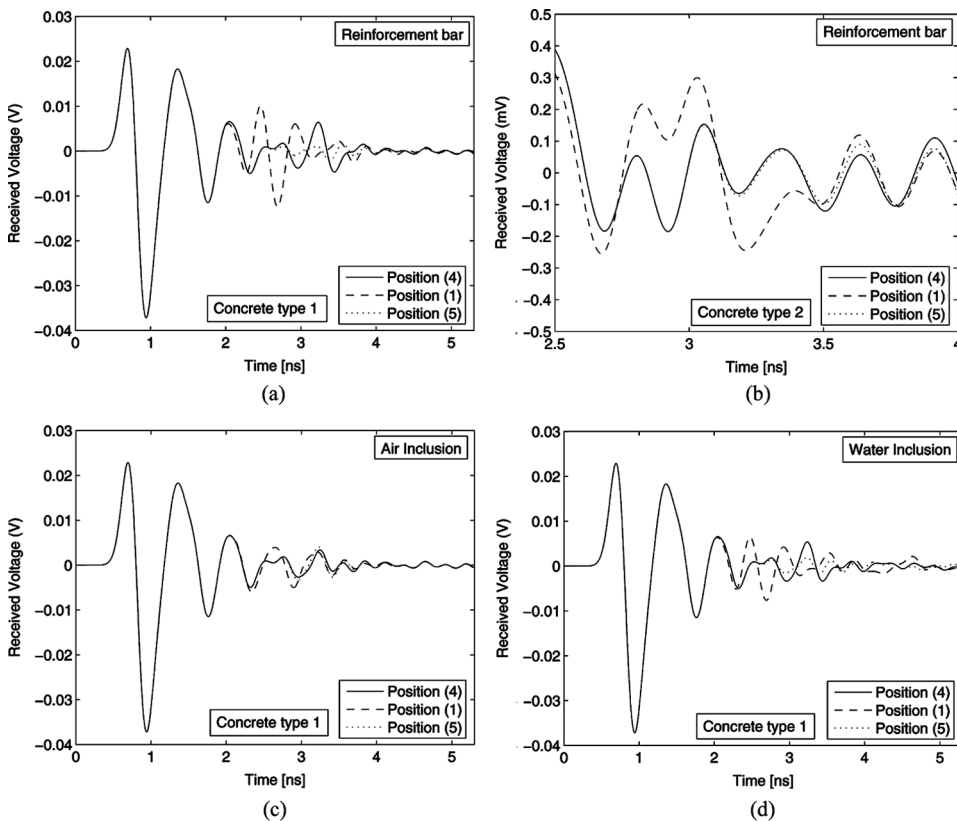 0.03
0.02
0.01
0
−0.01
−0.02
−0.03
−0.04
Received Voltage (V)
Reinforcement bar
Concrete type 1
Position (4)
Position (1)
Position (5)
0 1 2 3 4 5
Time [ns]
(a)
0.5
0.4
0.3
0.2
0.1
0
−0.1
−0.2
−0.3
−0.4
−0.5
Received Voltage (mV)
Reinforcement bar
Concrete type 2
Position (4)
Position (1)
Position (5)
2.5 3 3.5 4
Time [ns]
(b)
0.03
0.02
0.01
0
−0.01
−0.02
−0.03
−0.04
Received Voltage (V)
Air Inclusion
Concrete type 1
Position (4)
Position (1)
Position (5)
0 1 2 3 4 5
Time [ns]
(c)
0.03
0.02
0.01
0
−0.01
−0.02
−0.03
−0.04
Received Voltage (V)
Water Inclusion
Concrete type 1
Position (4)
Position (1)
Position (5)
0 1 2 3 4 5
Time [ns]
(d)